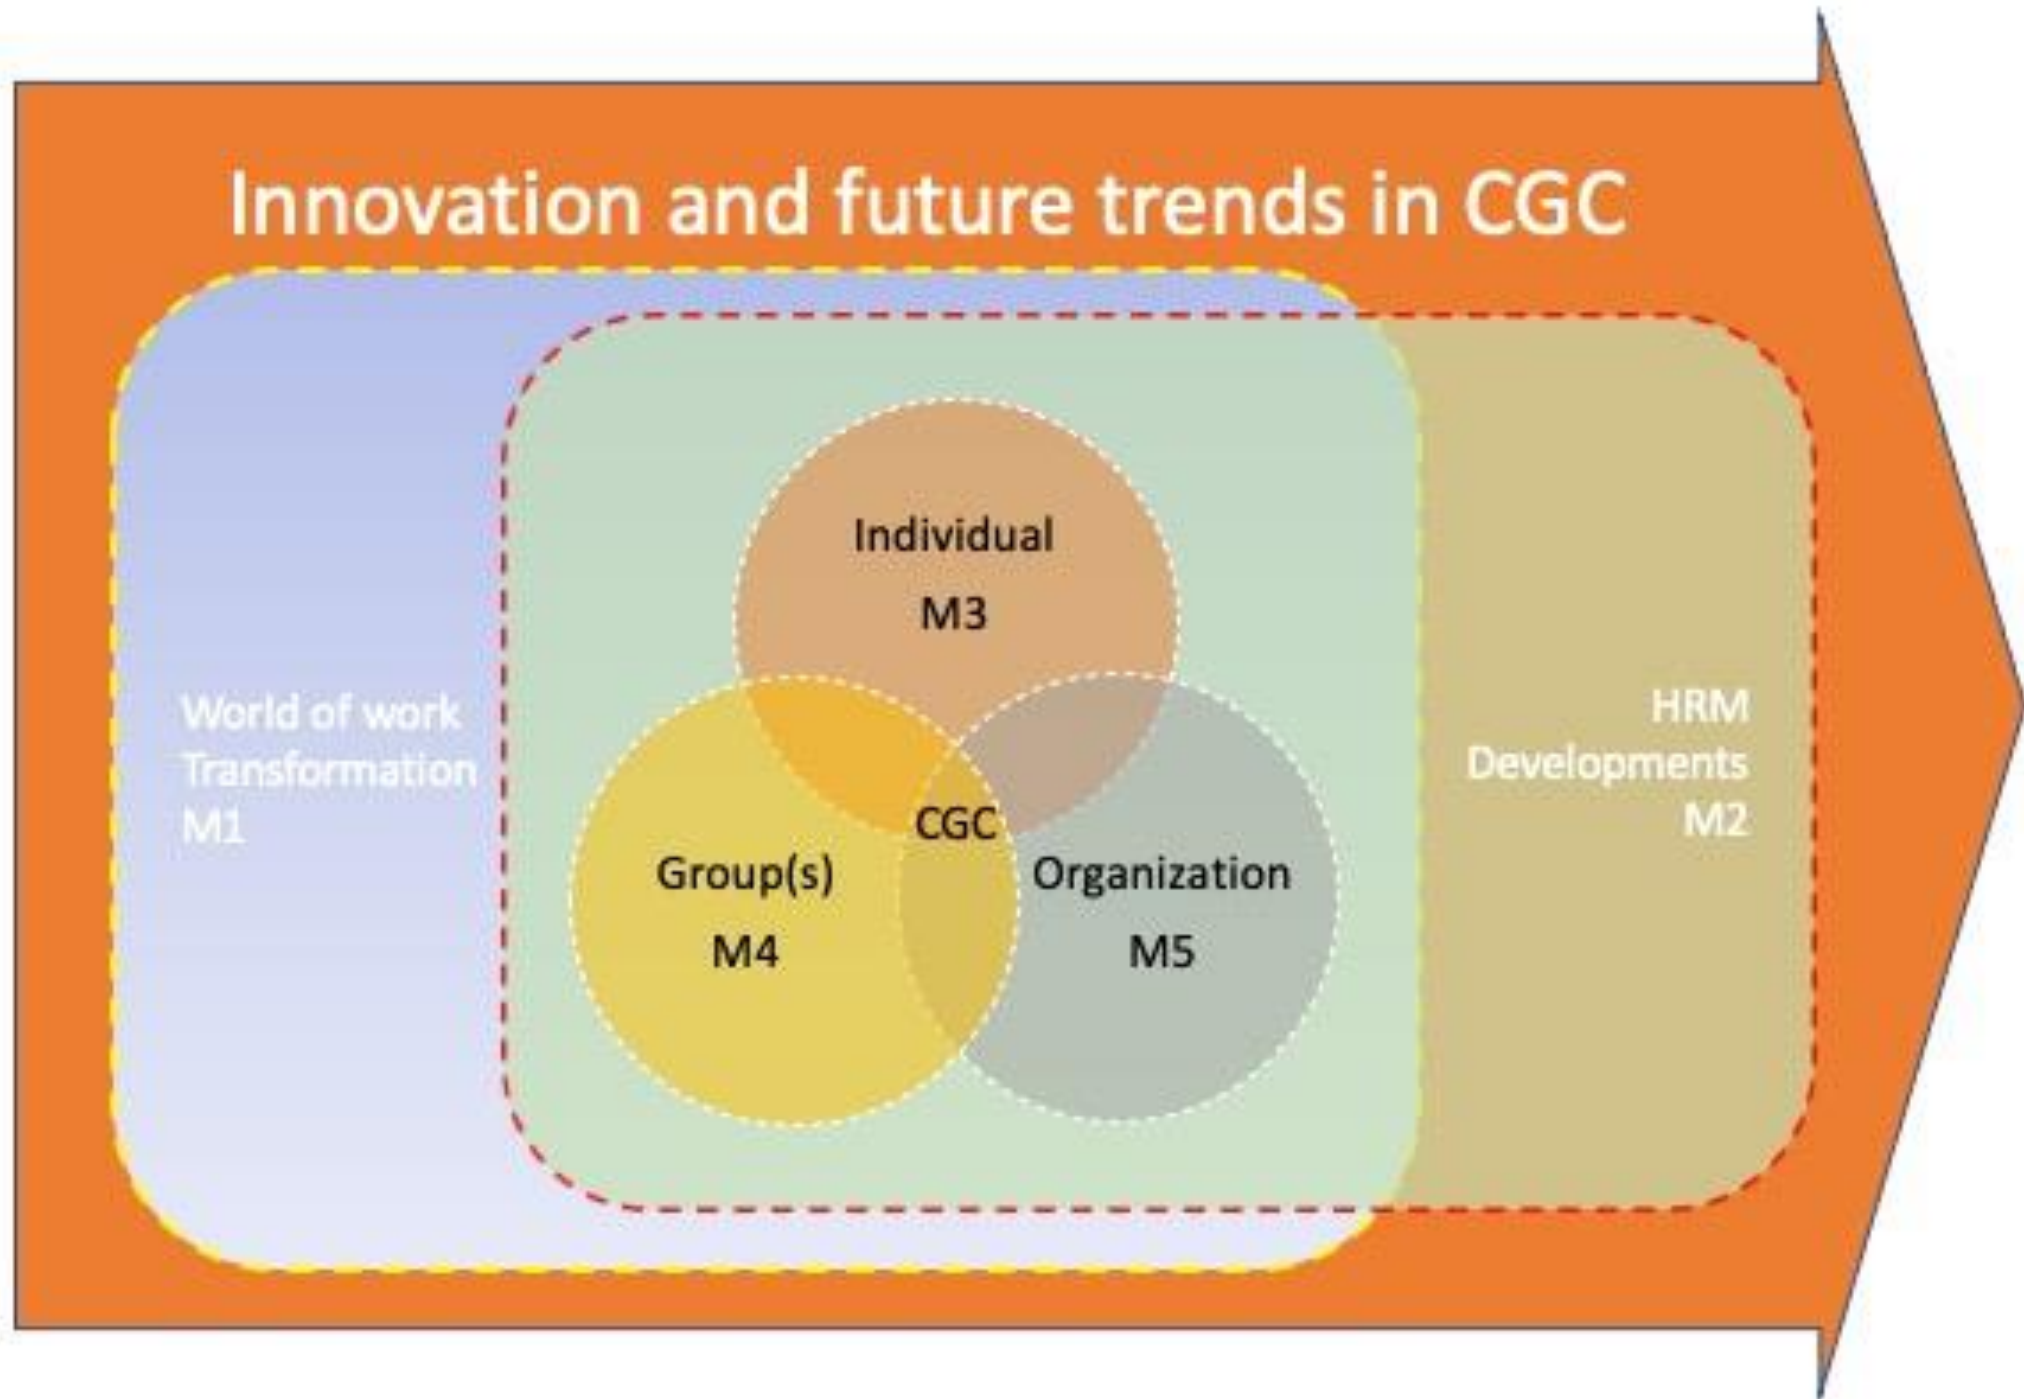 Innovation and future trends in CGC
World of work
Transformation
M1
Individual
M3
CGC
Group(s)
M4
Organization
M5
HRM
Developments
M2